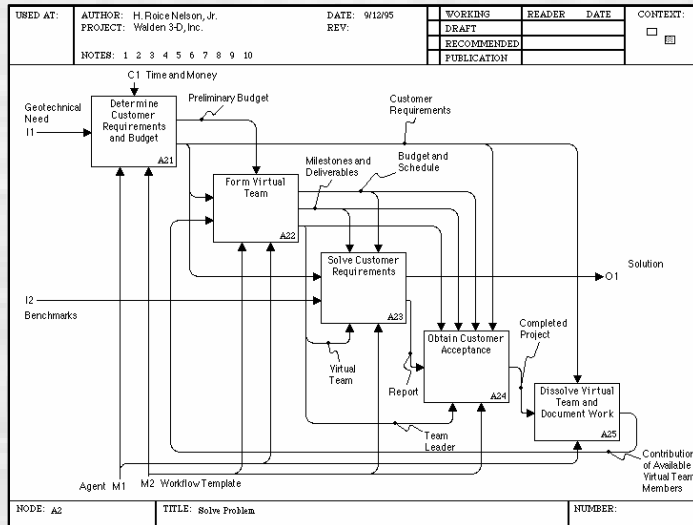 USED AT:
AUTHOR: H. Roice Nelson, Jr.
PROJECT: Walden 3-D, Inc.
NOTES: 1 2 3 4 5 6 7 8 9 10
DATE: 9/12/95
REV:
WORKING
DRAFT
RECOMMENDED
PUBLICATION
READER DATE
CONTEXT:
C1 Time and Money
Geotechnical
Need
I1
Determine
Customer
Requirements
and Budget
A21
Preliminary Budget
Customer
Requirements
Form Virtual
Team
A22
Milestones and
Deliverables
Budget and
Schedule
Solve Customer
Requirements
A23
Solution
O1
I2
Benchmarks
Virtual
Team
Report
Obtain Customer
Acceptance
A24
Completed
Project
Team
Leader
Dissolve Virtual
Team and
Document Work
A25
Contribution
of Available
Virtual Team
Members
Agent M1
M2 Workflow Template
NODE: A2
TITLE: Solve Problem
NUMBER: